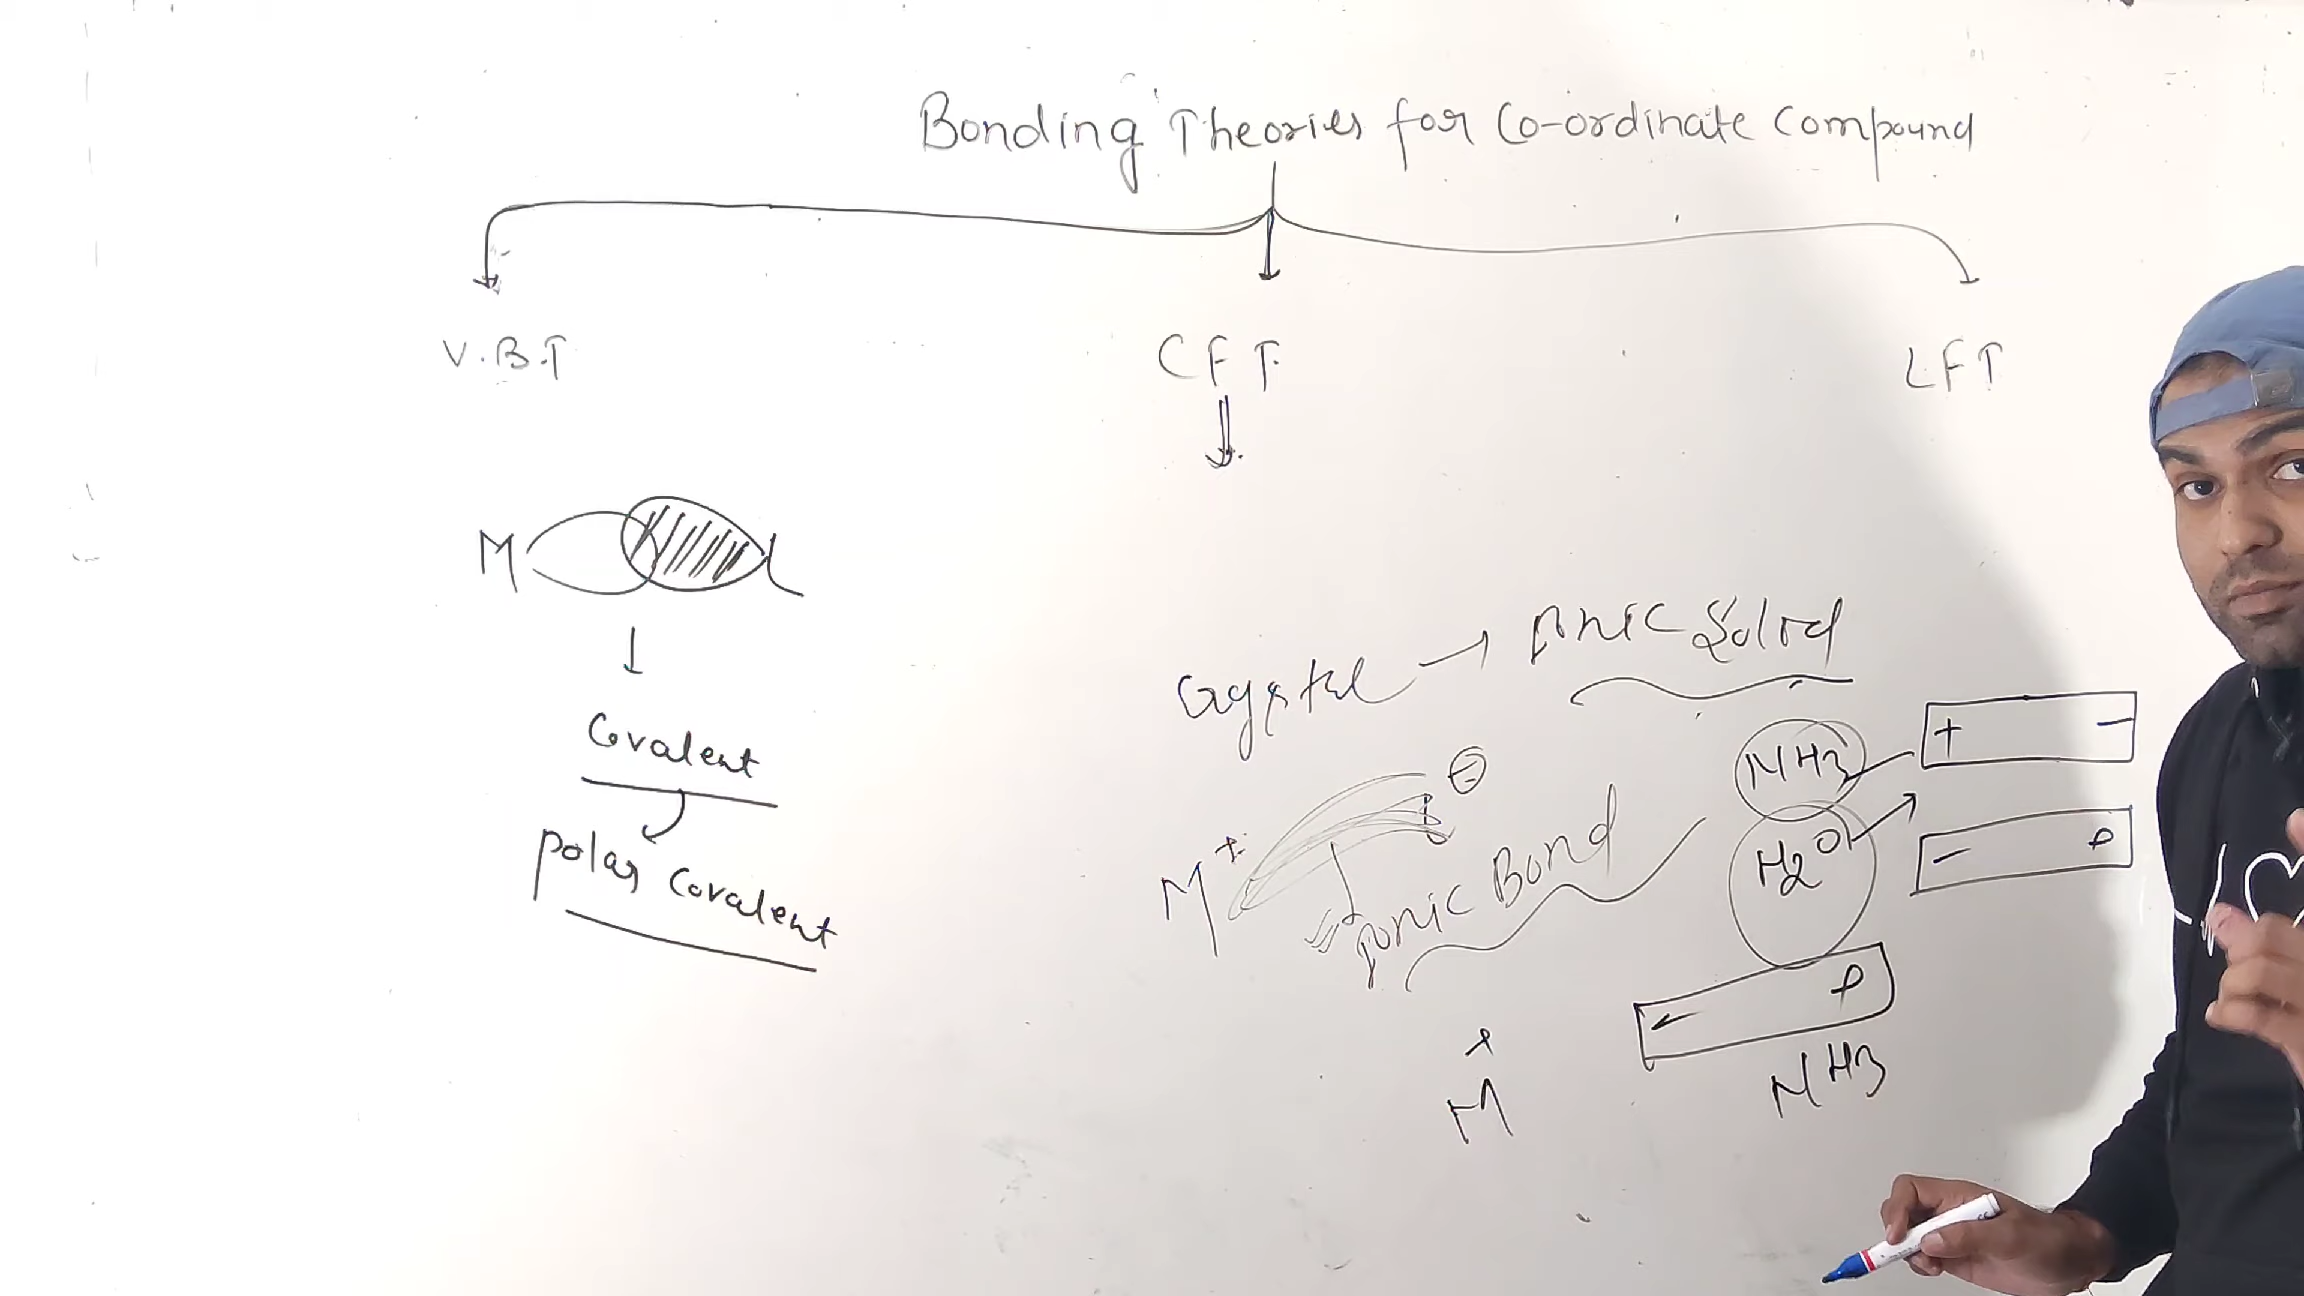 Bonding Theories for Co-ordinate Compound
V.B.T
CFT
LFT
M L
Covalent
Polar Covalent
Crystal → Ionic Solid
M+ L ⊖
Ionic Bond
NH3
+ −
H2O
− +
− +
NH3
+
M